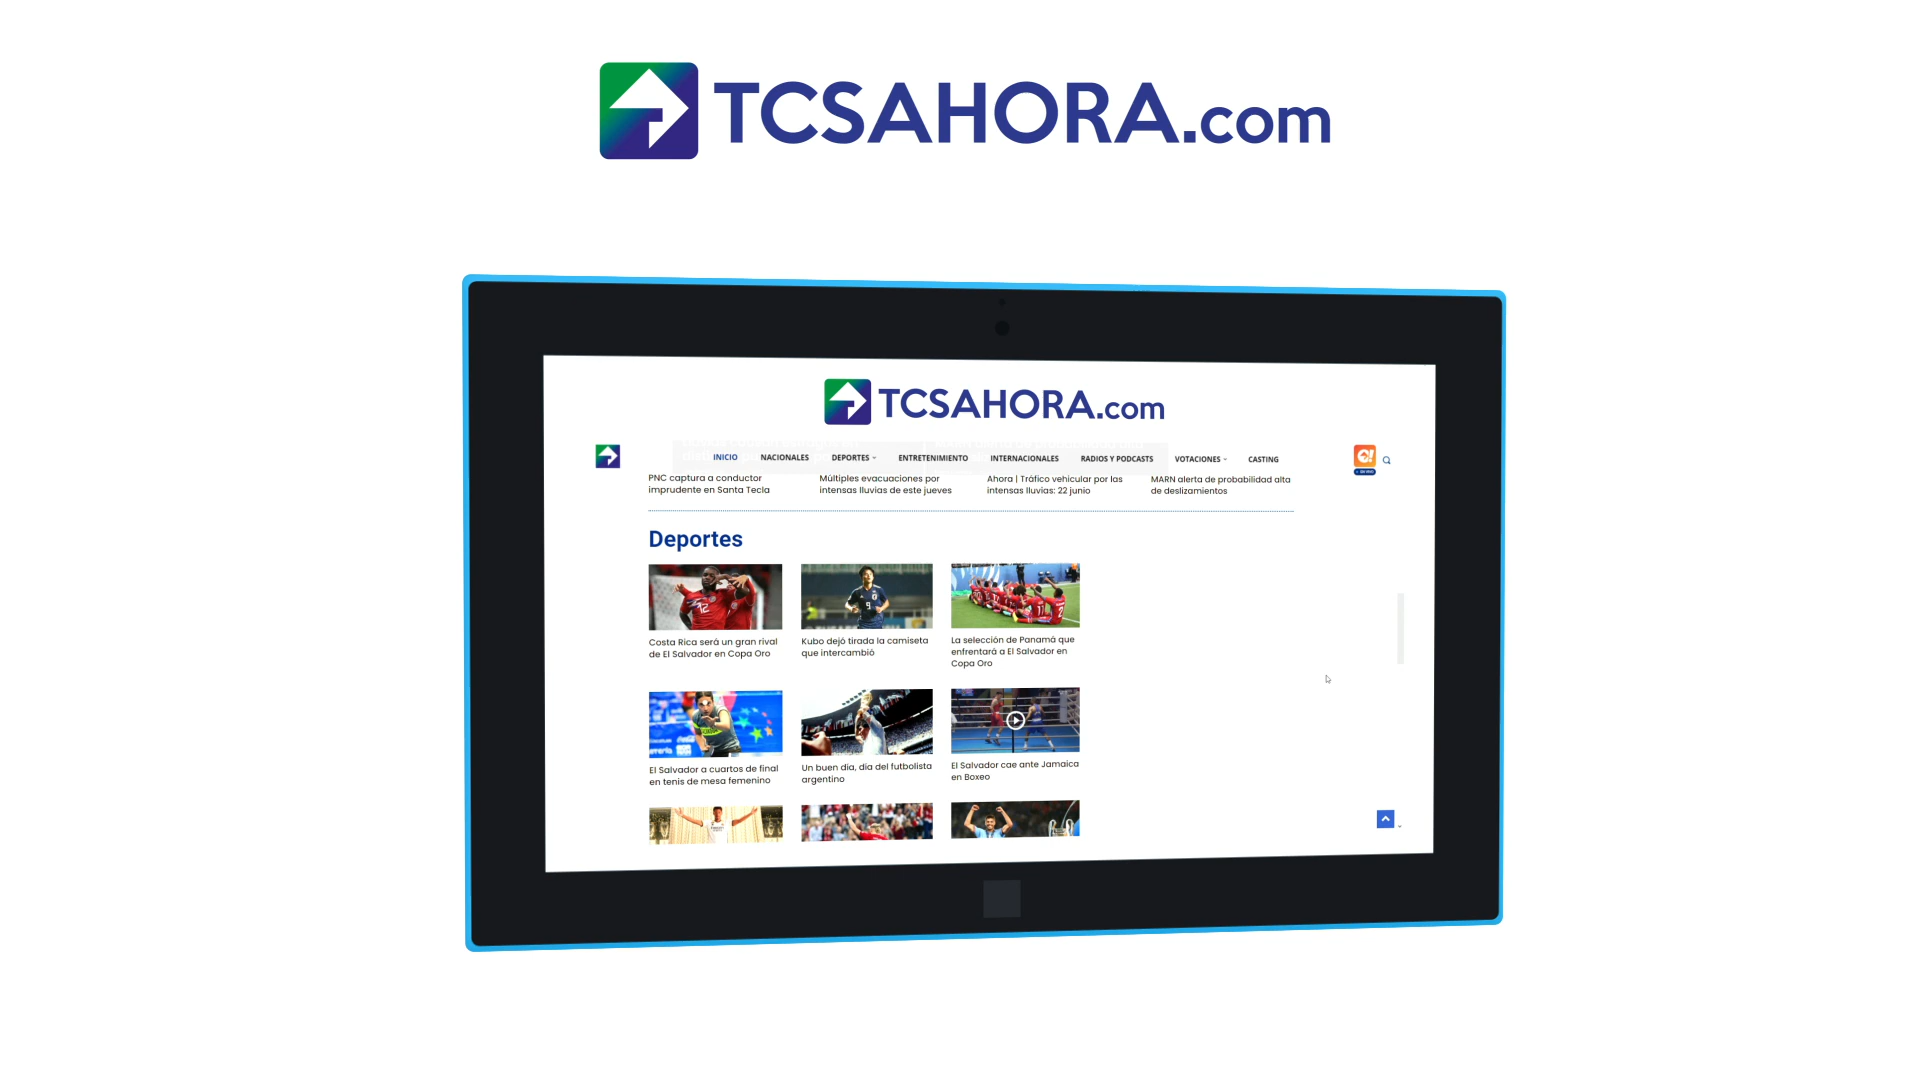 TCSAHORA.com
TCSAHORA.com
INICIO NACIONALES DEPORTES ENTRETENIMIENTO INTERNACIONALES RADIOS Y PODCASTS VOTACIONES CASTING
PNC captura a conductor
imprudente en Santa Tecla
Múltiples evacuaciones por
intensas lluvias de este jueves
Ahora | Tráfico vehicular por las
intensas lluvias: 22 junio
MARN alerta de probabilidad alta
de deslizamientos
Deportes
Costa Rica será un gran rival
de El Salvador en Copa Oro
Kubo dejó tirada la camiseta
que intercambió
La selección de Panamá que
enfrentará a El Salvador en
Copa Oro
El Salvador a cuartos de final
en tenis de mesa femenino
Un buen día, día del futbolista
argentino
El Salvador cae ante Jamaica
en Boxeo